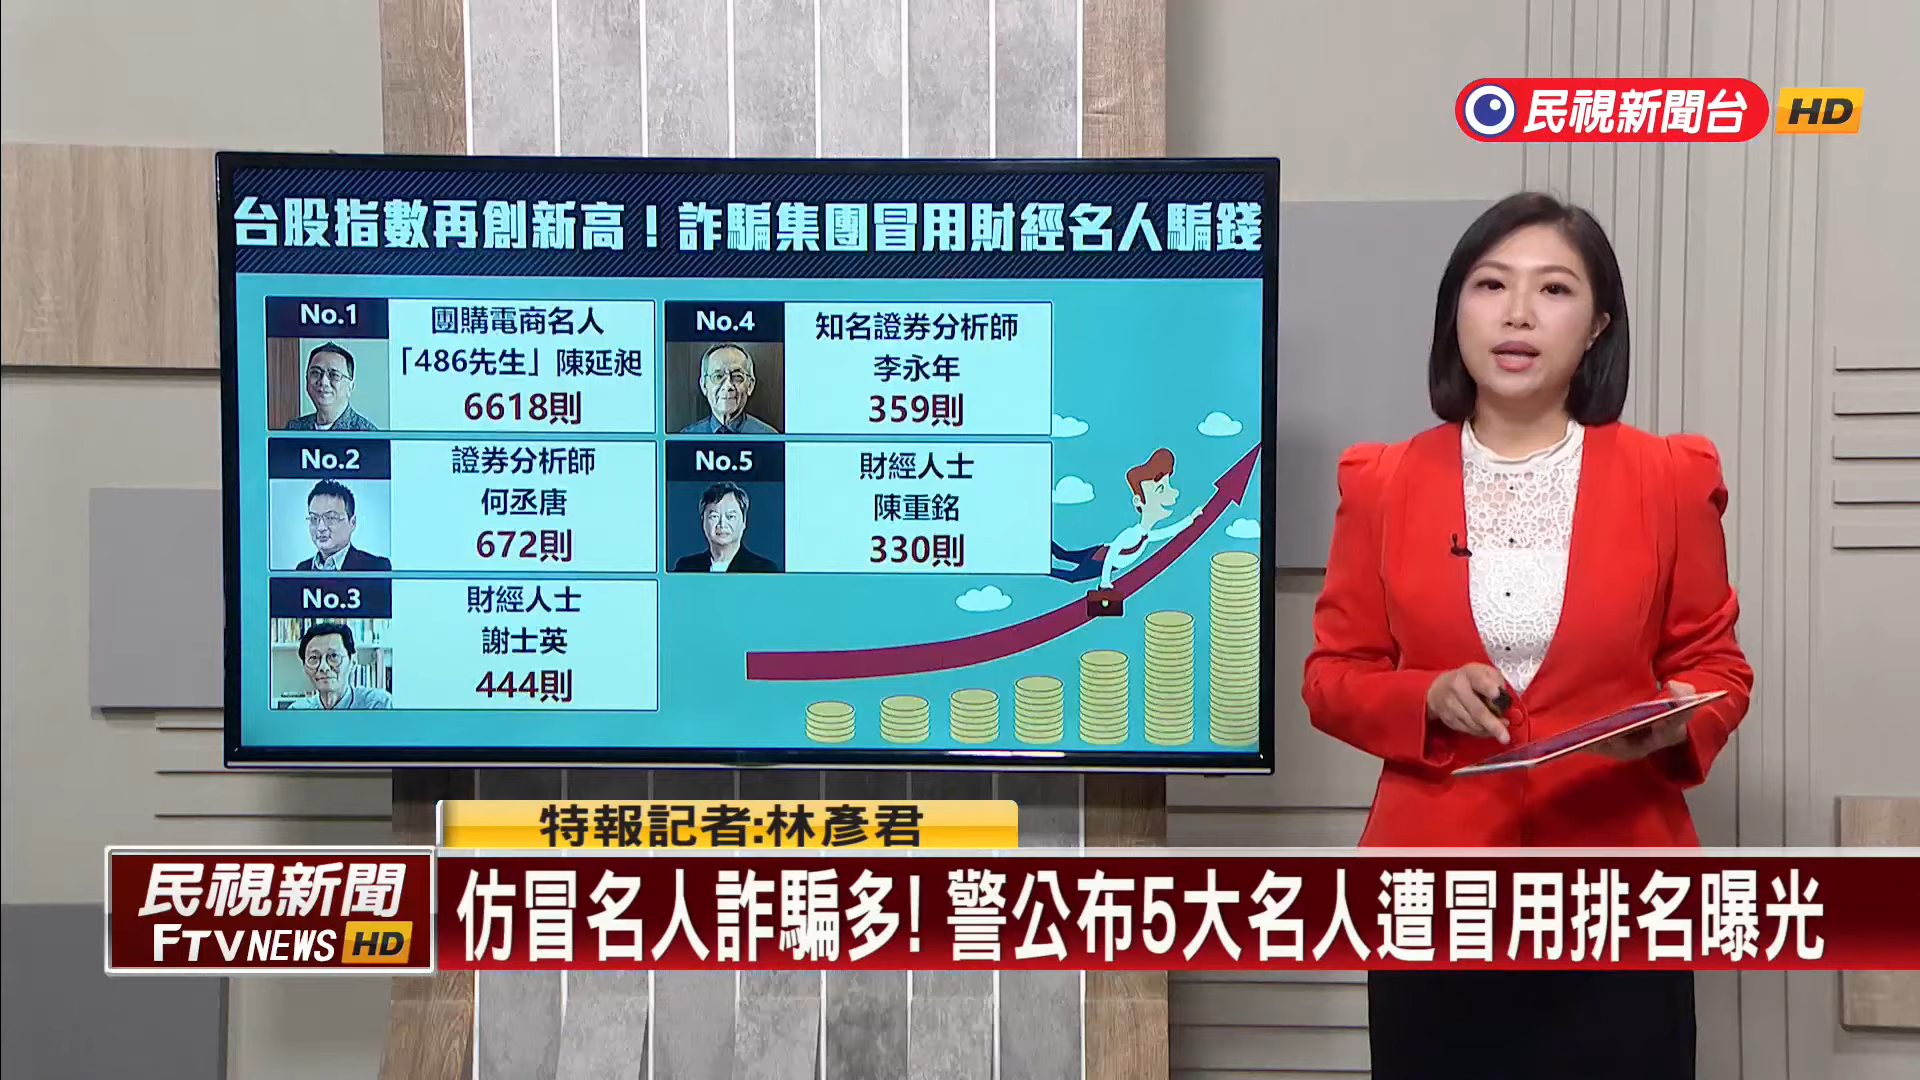 民視新聞台 HD
台股指數再創新高！詐騙集團冒用財經名人騙錢
No.1
團購電商名人
「486先生」陳延昶
6618則
No.2
證券分析師
何丞唐
672則
No.3
財經人士
謝士英
444則
No.4
知名證券分析師
李永年
359則
No.5
財經人士
陳重銘
330則
特報記者:林彥君
民視新聞
FTVNEWS HD
仿冒名人詐騙多! 警公布5大名人遭冒用排名曝光